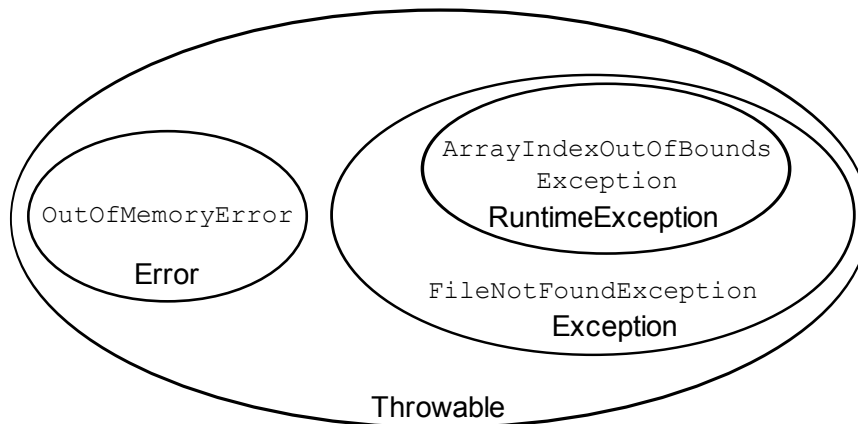 ArrayIndexOutOfBounds
Exception
RuntimeException
OutOfMemoryError
Error
FileNotFoundException
Exception
Throwable